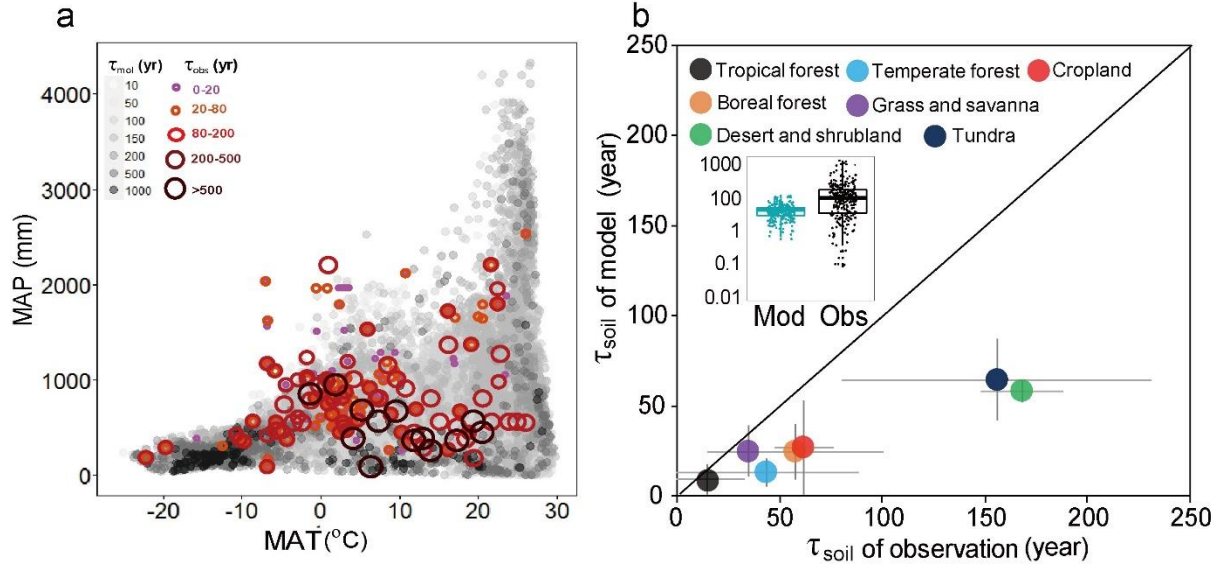 a
τmol (yr) τobs (yr)
10 0-20
50 20-80
100 80-200
150 200-500
200 >500
500
1000
4000
3000
2000
1000
0
MAP (mm)
-20 -10 0 10 20 30
MAT(°C)
b
250
200
150
100
50
0
τsoil of model (year)
Tropical forest Temperate forest Cropland
Boreal forest Grass and savanna
Desert and shrubland Tundra
1000
100
10
1
0.1
0.01
Mod Obs
0 50 100 150 200 250
τsoil of observation (year)